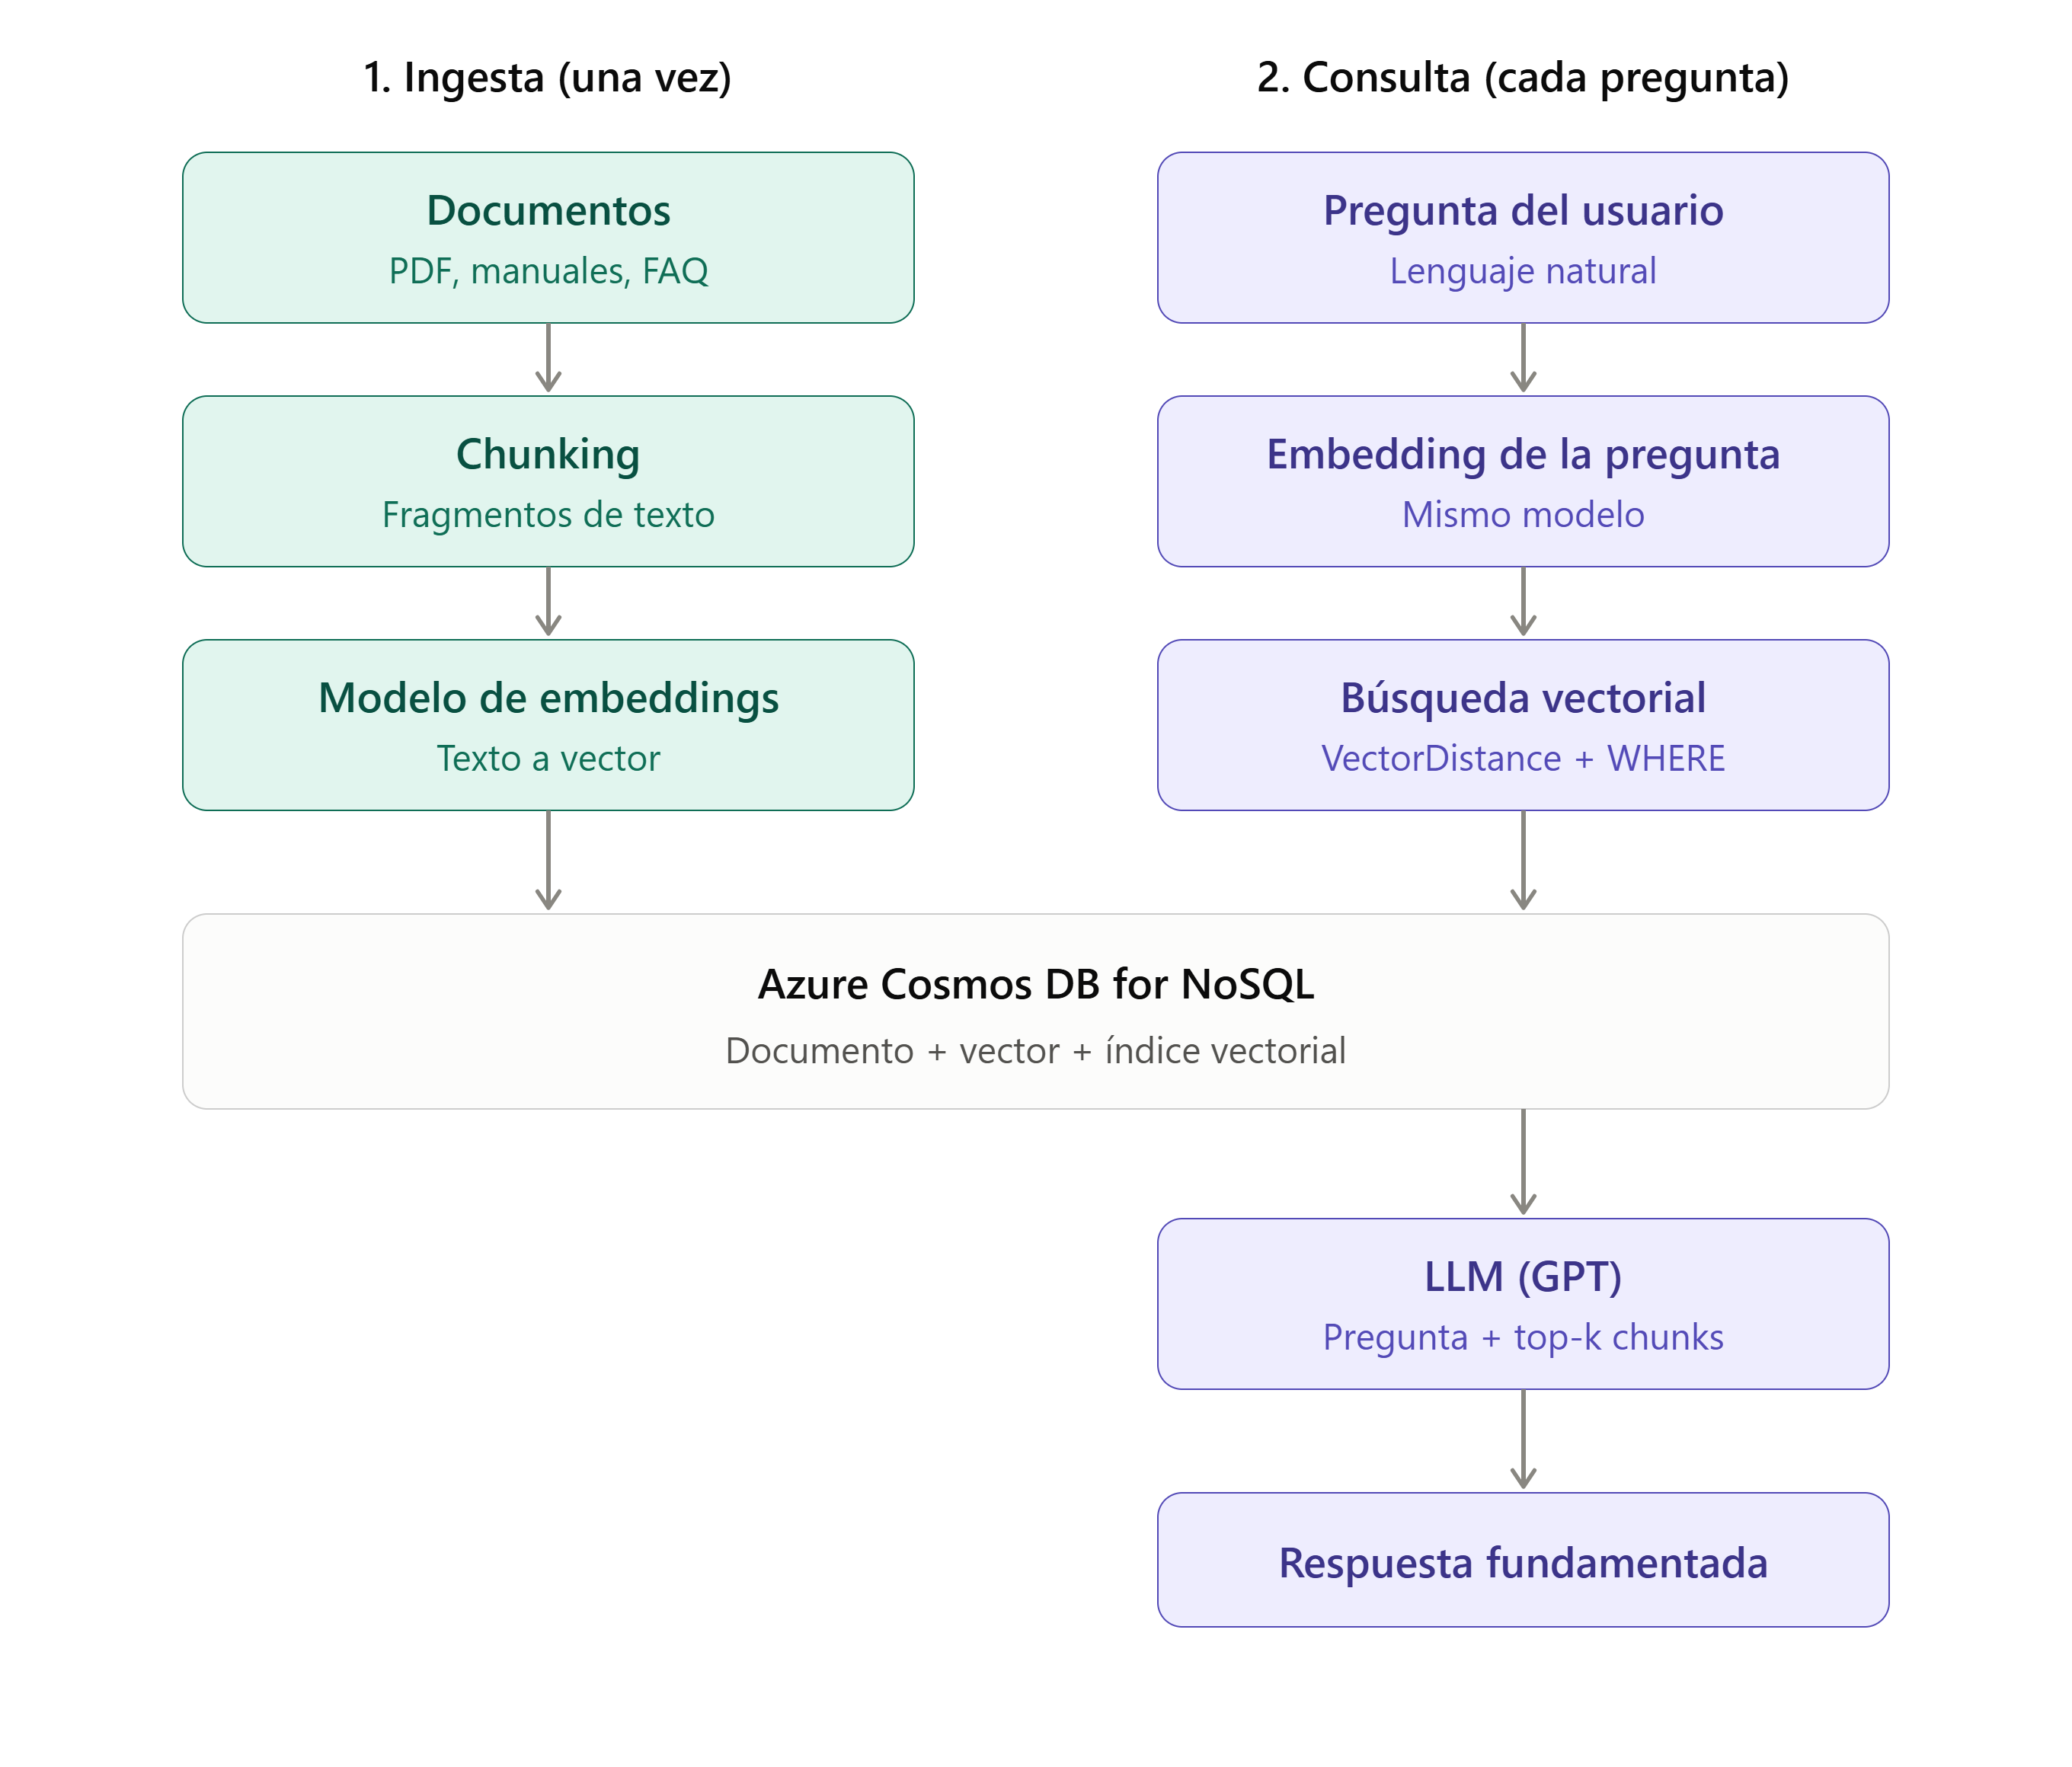 1. Ingesta (una vez)
Documentos
PDF, manuales, FAQ
Chunking
Fragmentos de texto
Modelo de embeddings
Texto a vector
2. Consulta (cada pregunta)
Pregunta del usuario
Lenguaje natural
Embedding de la pregunta
Mismo modelo
Búsqueda vectorial
VectorDistance + WHERE
Azure Cosmos DB for NoSQL
Documento + vector + índice vectorial
LLM (GPT)
Pregunta + top-k chunks
Respuesta fundamentada